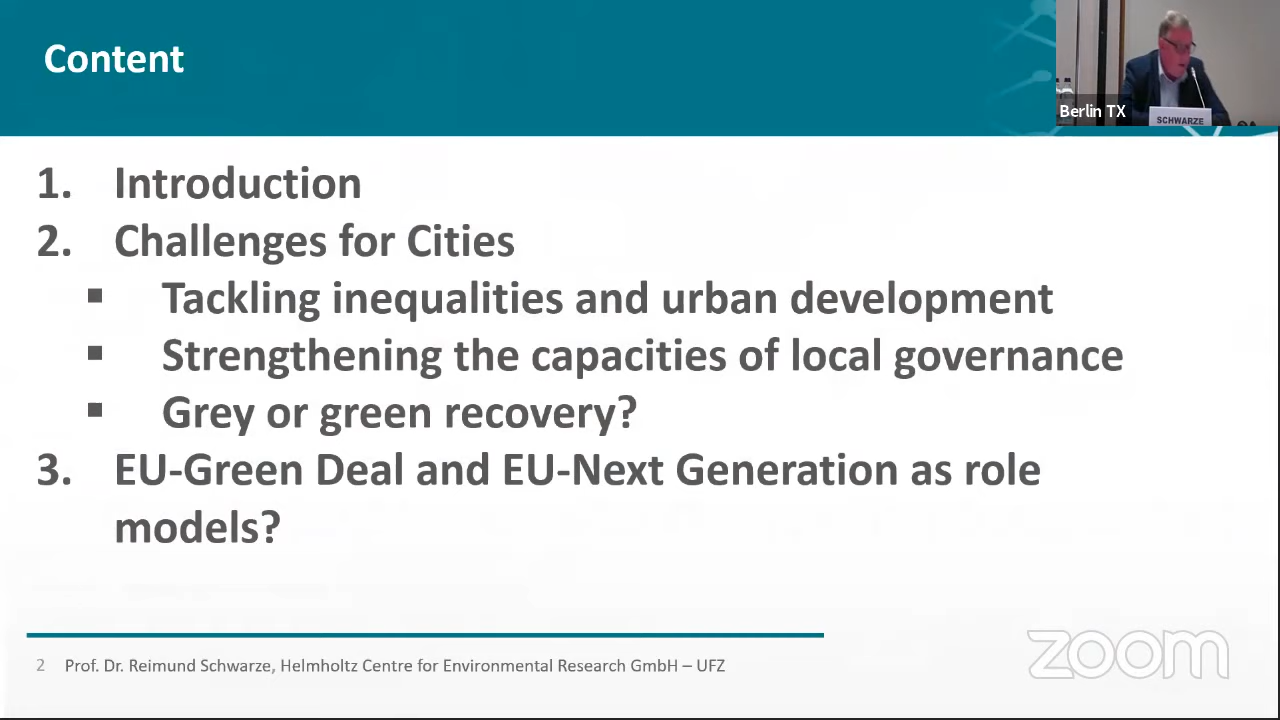 Content
Berlin TX
SCHWARZE
1. Introduction
2. Challenges for Cities
▪ Tackling inequalities and urban development
▪ Strengthening the capacities of local governance
▪ Grey or green recovery?
3. EU-Green Deal and EU-Next Generation as role
models?
2 Prof. Dr. Reimund Schwarze, Helmholtz Centre for Environmental Research GmbH – UFZ
zoom